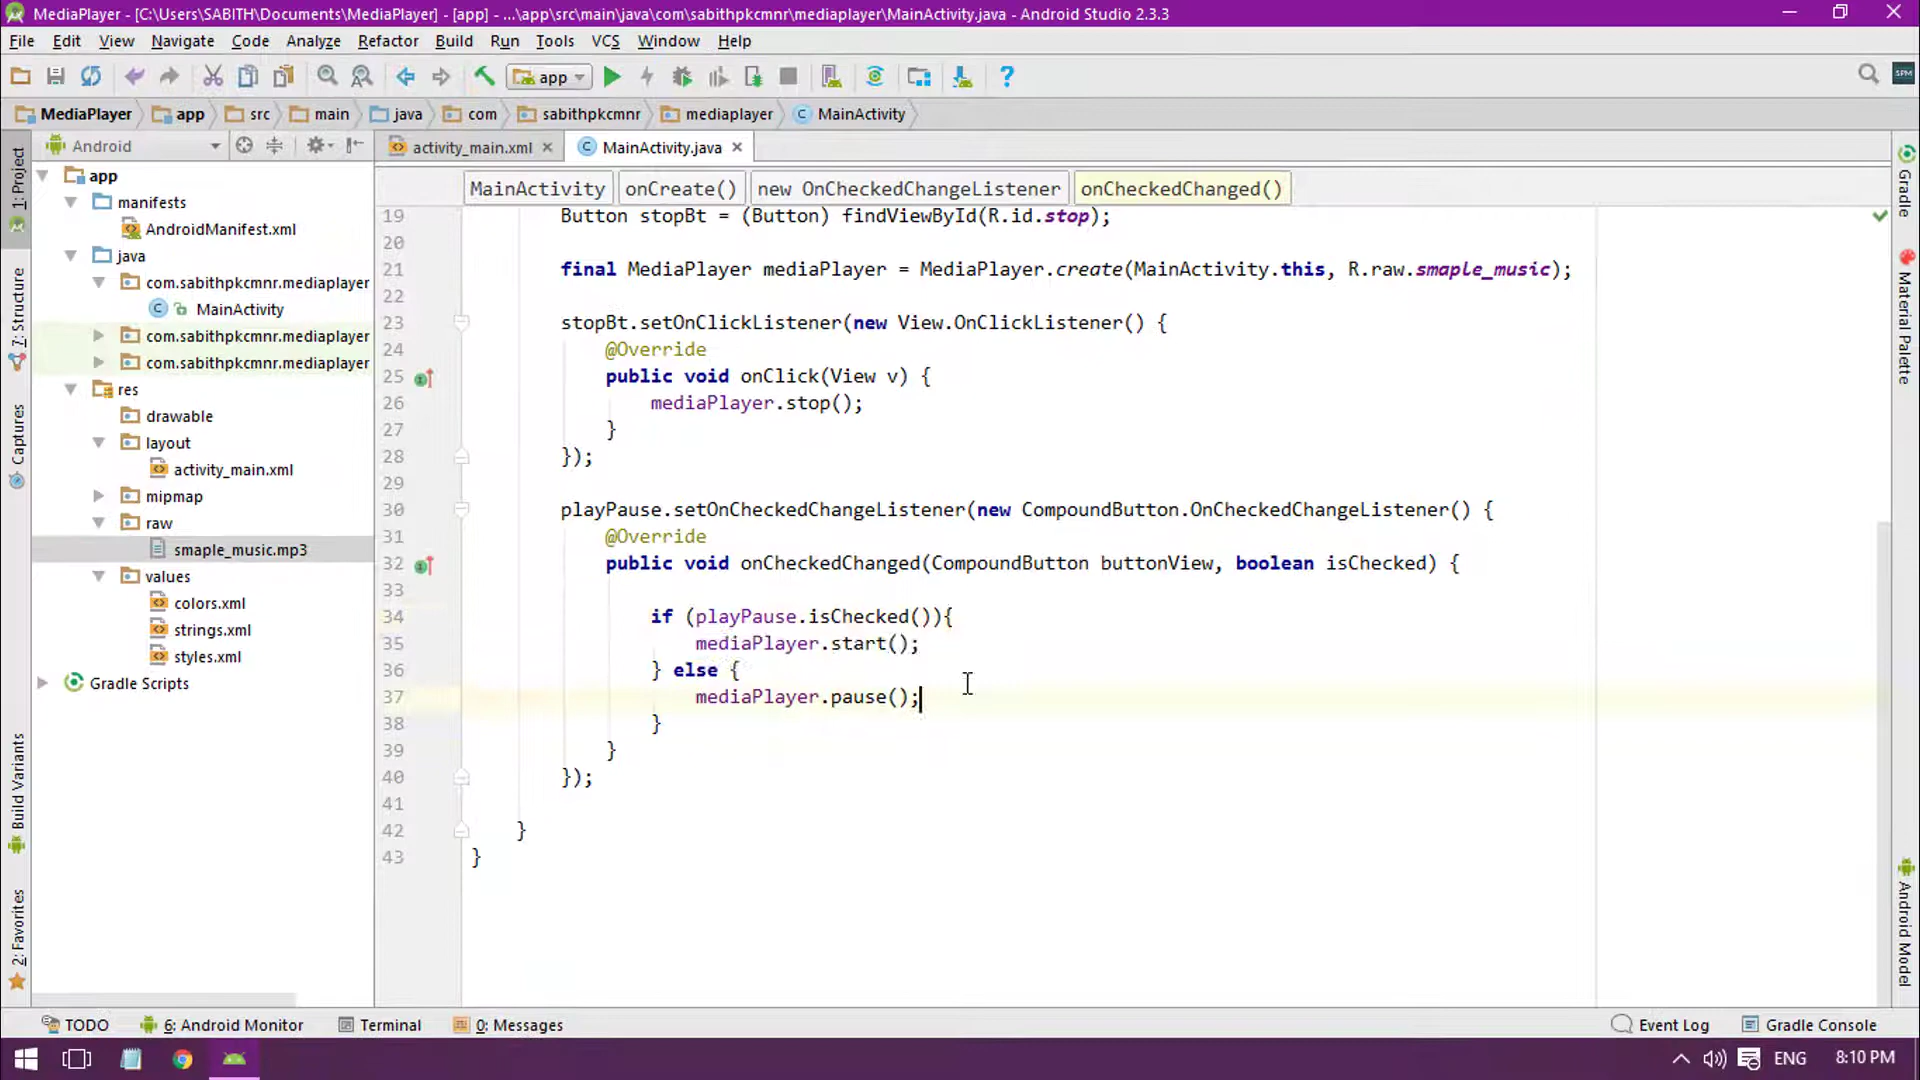 MediaPlayer - [C:\Users\SABITH\Documents\MediaPlayer] - [app] - ...\app\src\main\java\com\sabithpkcmnr\mediaplayer\MainActivity.java - Android Studio 2.3.3
File Edit View Navigate Code Analyze Refactor Build Run Tools VCS Window Help
app
MediaPlayer app src main java com sabithpkcmnr mediaplayer MainActivity
Android
activity_main.xml
MainActivity.java
MainActivity onCreate() new OnCheckedChangeListener onCheckedChanged()
1: Project
7: Structure
Captures
Build Variants
2: Favorites
app
manifests
AndroidManifest.xml
java
com.sabithpkcmnr.mediaplayer
MainActivity
com.sabithpkcmnr.mediaplayer
com.sabithpkcmnr.mediaplayer
res
drawable
layout
activity_main.xml
mipmap
raw
smaple_music.mp3
values
colors.xml
strings.xml
styles.xml
Gradle Scripts
19 Button stopBt = (Button) findViewById(R.id.stop);
20
21 final MediaPlayer mediaPlayer = MediaPlayer.create(MainActivity.this, R.raw.smaple_music);
22
23 stopBt.setOnClickListener(new View.OnClickListener() {
24 @Override
25 public void onClick(View v) {
26 mediaPlayer.stop();
27 }
28 });
29
30 playPause.setOnCheckedChangeListener(new CompoundButton.OnCheckedChangeListener() {
31 @Override
32 public void onCheckedChanged(CompoundButton buttonView, boolean isChecked) {
33
34 if (playPause.isChecked()){
35 mediaPlayer.start();
36 } else {
37 mediaPlayer.pause();
38 }
39 }
40 });
41
42 }
43 }
Gradle
Material Palette
Android Model
TODO 6: Android Monitor Terminal 0: Messages Event Log Gradle Console
ENG 8:10 PM